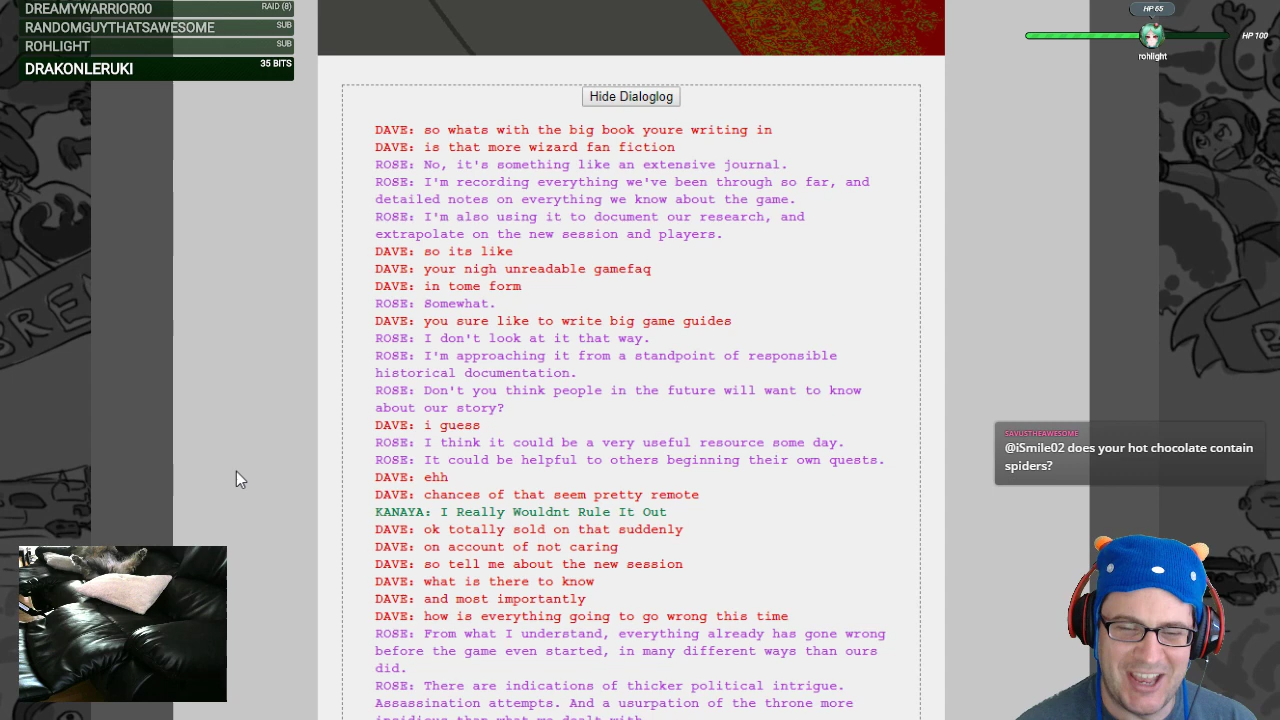 DREAMYWARRIOR00 RAID (8)
RANDOMGUYTHATSAWESOME SUB
ROHLIGHT SUB
DRAKONLERUKI 35 BITS
HP 65
HP 100
rohlight
Hide Dialoglog
DAVE: so whats with the big book youre writing in
DAVE: is that more wizard fan fiction
ROSE: No, it's something like an extensive journal.
ROSE: I'm recording everything we've been through so far, and
detailed notes on everything we know about the game.
ROSE: I'm also using it to document our research, and
extrapolate on the new session and players.
DAVE: so its like
DAVE: your nigh unreadable gamefaq
DAVE: in tome form
ROSE: Somewhat.
DAVE: you sure like to write big game guides
ROSE: I don't look at it that way.
ROSE: I'm approaching it from a standpoint of responsible
historical documentation.
ROSE: Don't you think people in the future will want to know
about our story?
DAVE: i guess
ROSE: I think it could be a very useful resource some day.
ROSE: It could be helpful to others beginning their own quests.
DAVE: ehh
DAVE: chances of that seem pretty remote
KANAYA: I Really Wouldnt Rule It Out
DAVE: ok totally sold on that suddenly
DAVE: on account of not caring
DAVE: so tell me about the new session
DAVE: what is there to know
DAVE: and most importantly
DAVE: how is everything going to go wrong this time
ROSE: From what I understand, everything already has gone wrong
before the game even started, in many different ways than ours
did.
ROSE: There are indications of thicker political intrigue.
Assassination attempts. And a usurpation of the throne more
insidious than what we dealt with
SAVUSTHEAWESOME
@iSmile02 does your hot chocolate contain
spiders?